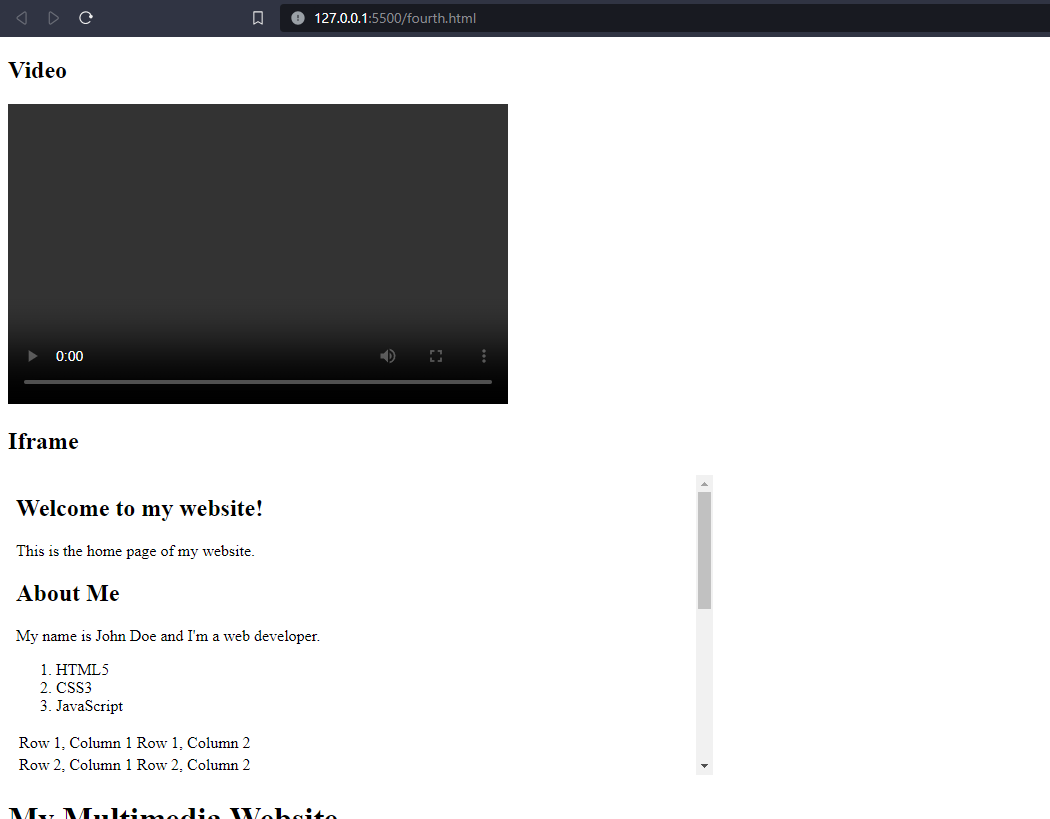 127.0.0.1:5500/fourth.html
Video
0:00
Iframe
Welcome to my website!
This is the home page of my website.
About Me
My name is John Doe and I'm a web developer.
1. HTML5
2. CSS3
3. JavaScript
Row 1, Column 1 Row 1, Column 2
Row 2, Column 1 Row 2, Column 2
My Multimedia Website